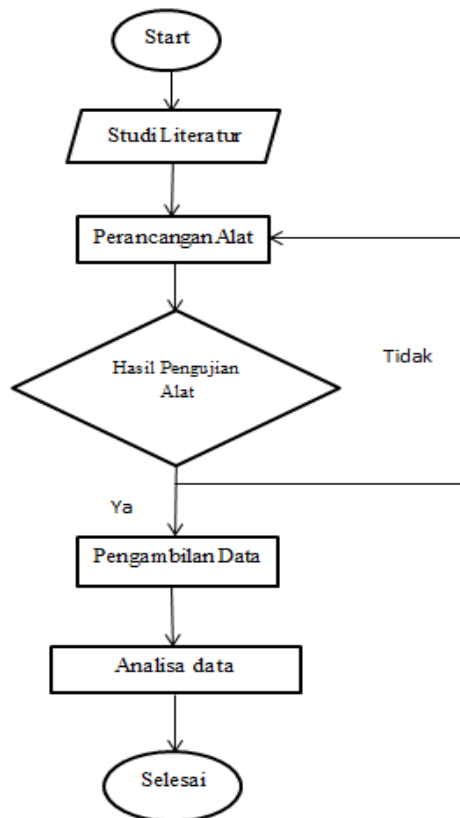 Start
Studi Literatur
Perancangan Alat
Hasil Pengujian
Alat
Tidak
Ya
Pengambilan Data
Analisa data
Selesai